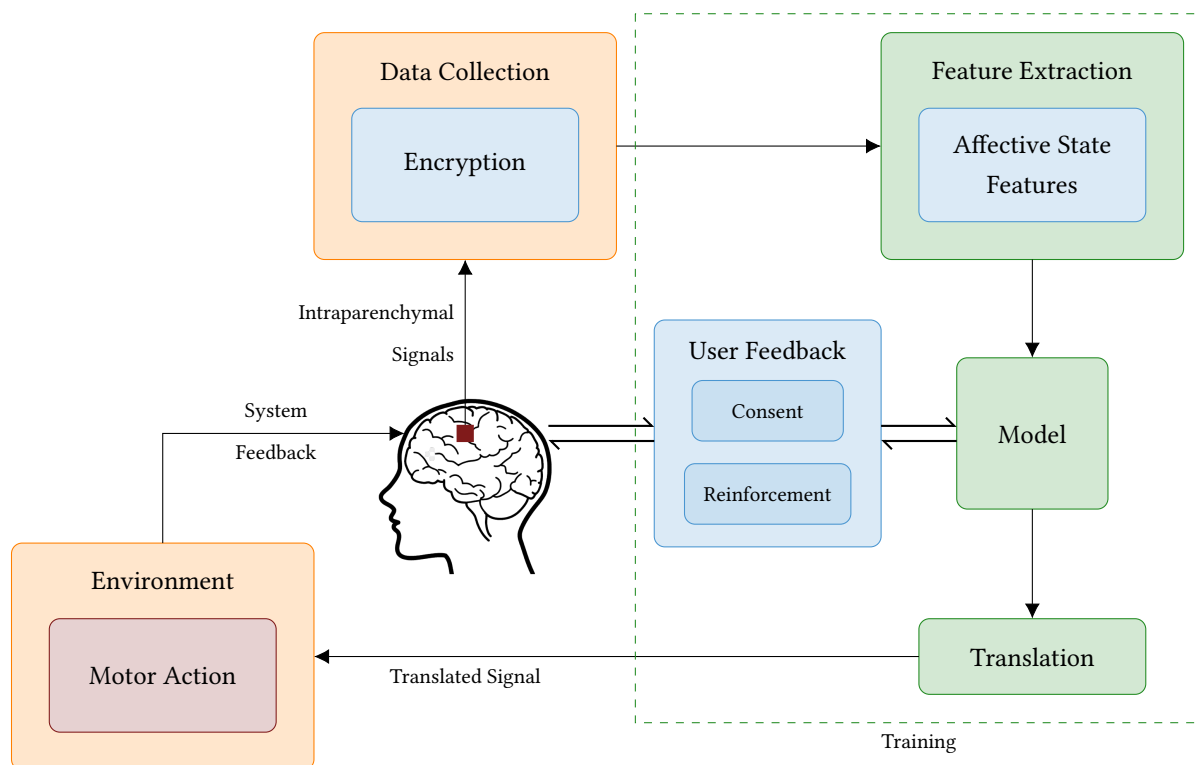 Data Collection
Encryption
Feature Extraction
Affective State
Features
Intraparenchymal
Signals
User Feedback
Consent
Reinforcement
Model
System
Feedback
Environment
Motor Action
Translated Signal
Translation
Training